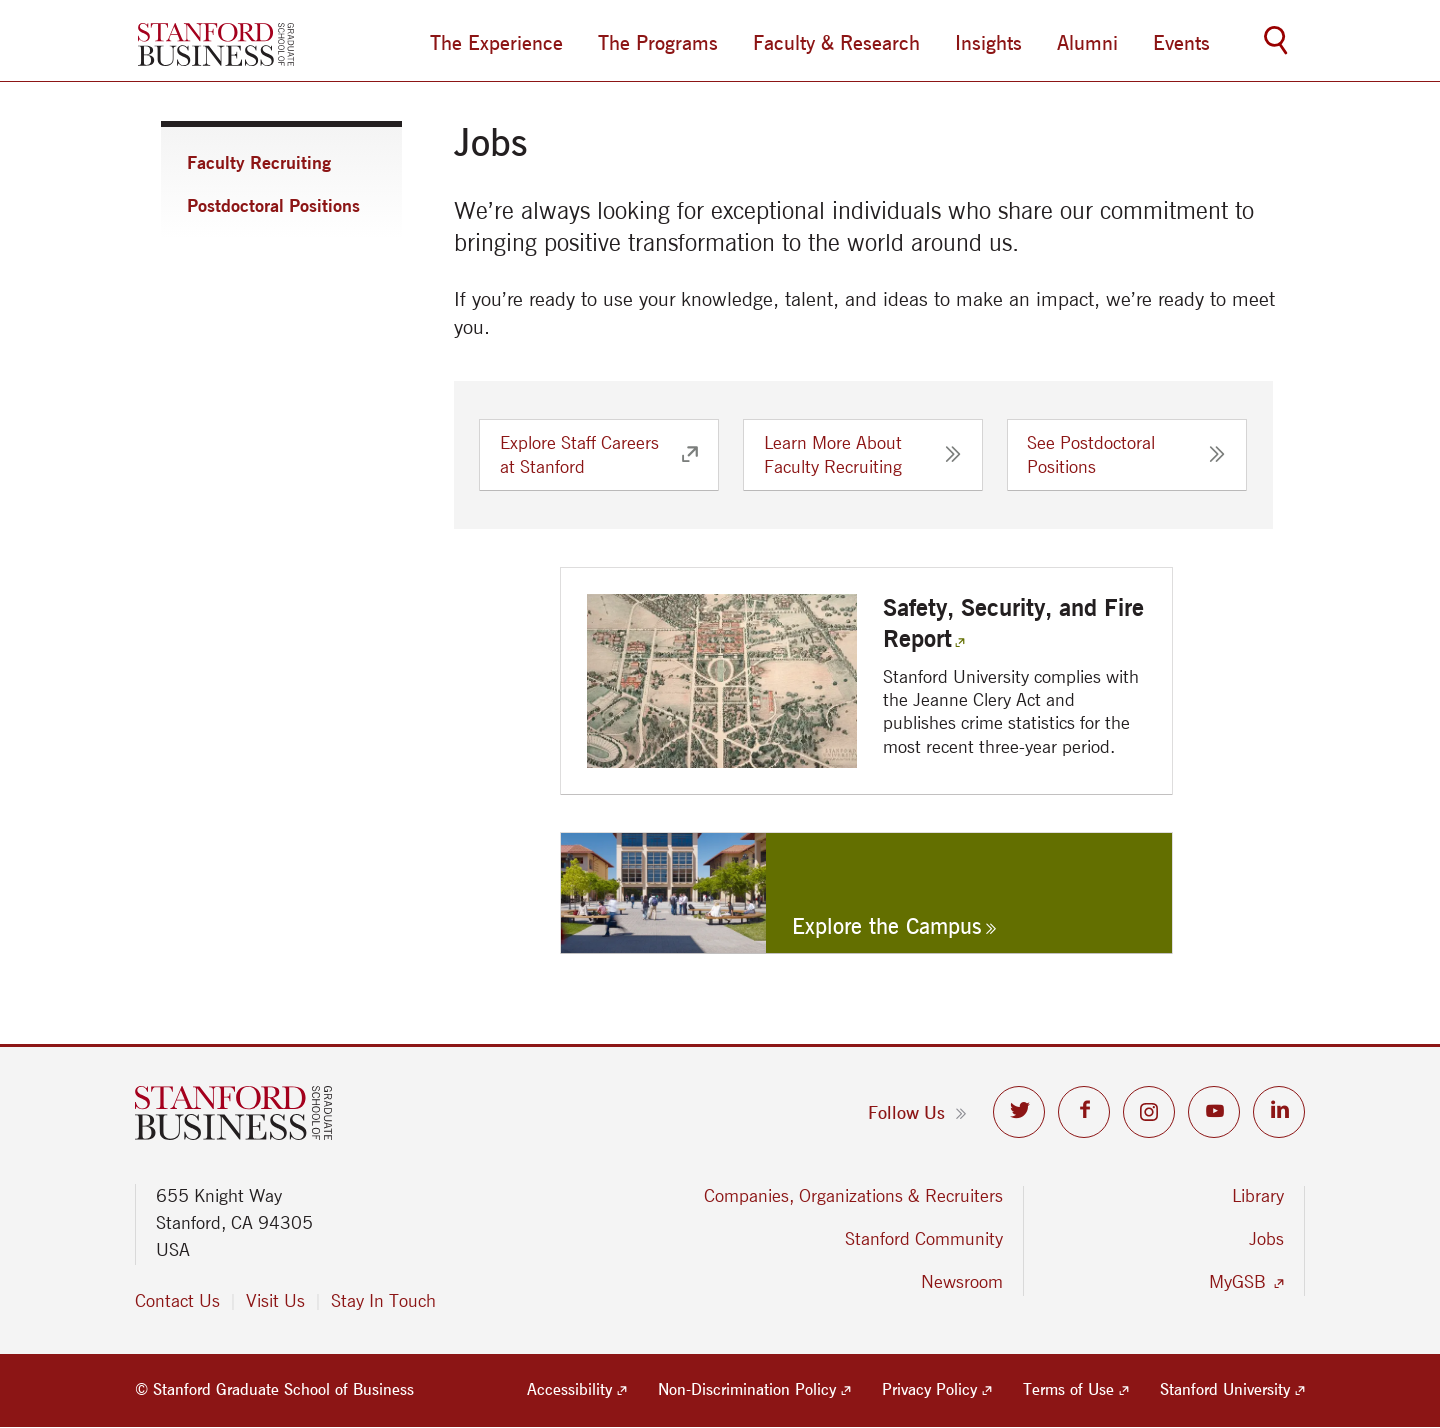 STANFORD
BUSINESS
GRADUATE
SCHOOL OF
The Experience
The Programs
Faculty & Research
Insights
Alumni
Events
Faculty Recruiting
Postdoctoral Positions
Jobs
We’re always looking for exceptional individuals who share our commitment to
bringing positive transformation to the world around us.
If you’re ready to use your knowledge, talent, and ideas to make an impact, we’re ready to meet
you.
Explore Staff Careers
at Stanford
Learn More About
Faculty Recruiting
See Postdoctoral
Positions
Safety, Security, and Fire
Report
Stanford University complies with
the Jeanne Clery Act and
publishes crime statistics for the
most recent three-year period.
Explore the Campus
STANFORD
BUSINESS
GRADUATE
SCHOOL OF
Follow Us
655 Knight Way
Stanford, CA 94305
USA
Contact Us
Visit Us
Stay In Touch
Companies, Organizations & Recruiters
Stanford Community
Newsroom
Library
Jobs
MyGSB
© Stanford Graduate School of Business
Accessibility
Non-Discrimination Policy
Privacy Policy
Terms of Use
Stanford University